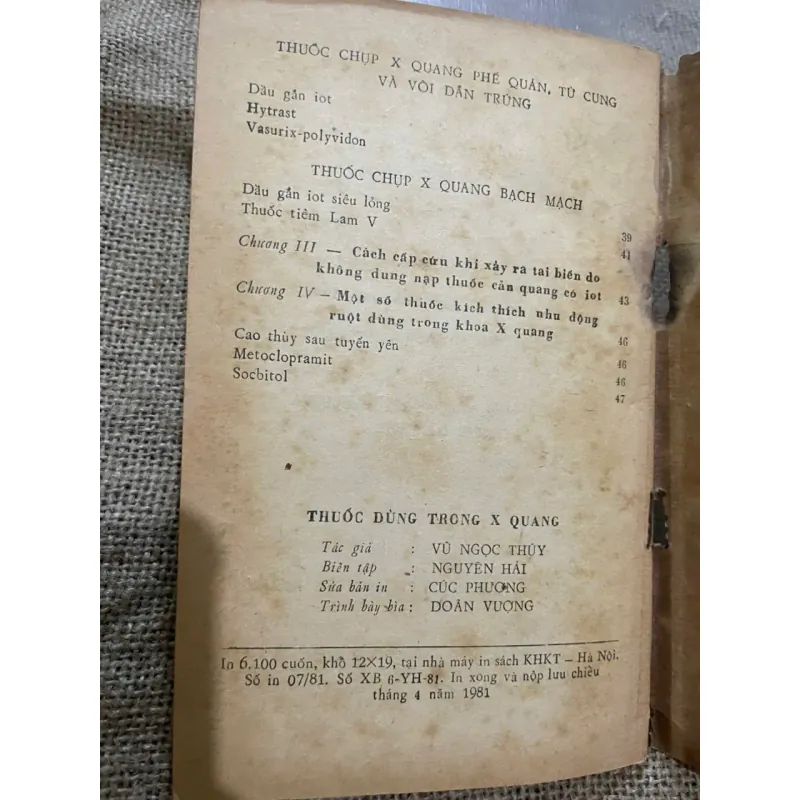 THUỐC CHỤP X QUANG PHẾ QUẢN, TỬ CUNG
VÀ VÒI DẪN TRỨNG
Dầu gắn iot
Hytrast
Vasurix-polyvidon
THUỐC CHỤP X QUANG BẠCH MẠCH
Dầu gắn iot siêu lỏng 39
Thuốc tiêm Lam V 41
Chương III — Cách cấp cứu khi xảy ra tai biến do
không dung nạp thuốc cản quang có iot 43
Chương IV — Một số thuốc kích thích nhu động
ruột dùng trong khoa X quang 46
Cao thùy sau tuyến yên 46
Metoclopramit 46
Socbitol 47
THUỐC DÙNG TRONG X QUANG
Tác giả : VŨ NGỌC THÚY
Biên tập : NGUYỄN HẢI
Sửa bản in : CÚC PHƯƠNG
Trình bày bìa : DOÃN VƯỢNG
In 6.100 cuốn, khổ 12×19, tại nhà máy in sách KHKT — Hà Nội.
Số in 07/81. Số XB 6-YH-81. In xong và nộp lưu chiều
tháng 4 năm 1981